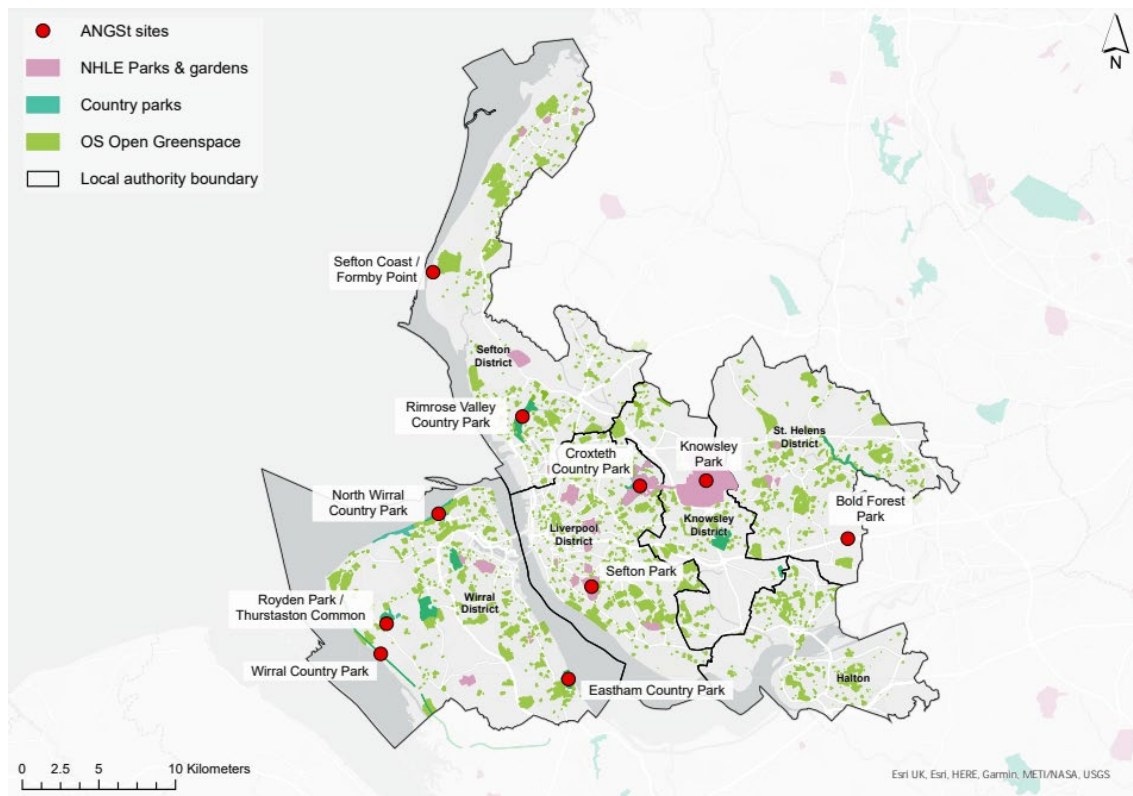 ANGSt sites
NHLE Parks & gardens
Country parks
OS Open Greenspace
Local authority boundary
N
Sefton Coast /
Formby Point
Sefton
District
Rimrose Valley
Country Park
Croxteth
Country Park
Knowsley
Park
St. Helens
District
Bold Forest
Park
North Wirral
Country Park
Liverpool
District
Knowsley
District
Sefton Park
Royden Park /
Thurstaston Common
Wirral
District
Wirral Country Park
Eastham Country Park
Halton
0 2.5 5 10 Kilometers
Esri UK, Esri, HERE, Garmin, METI/NASA, USGS